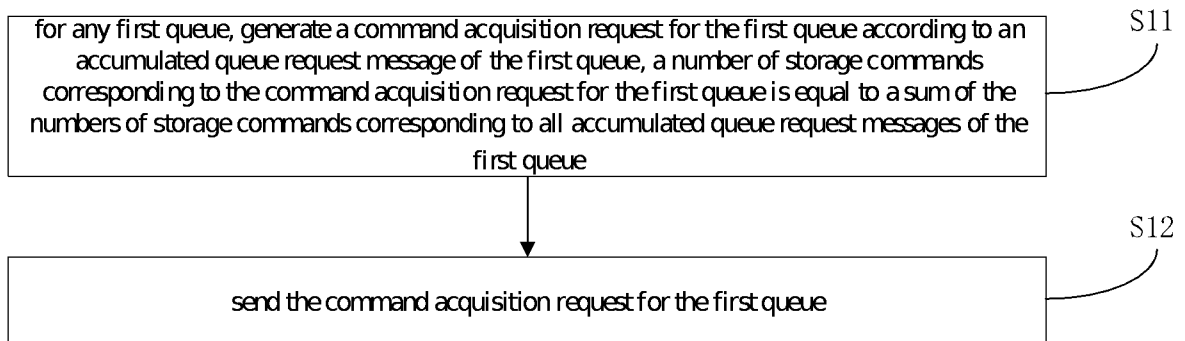 for any first queue, generate a command acquisition request for the first queue according to an
accumulated queue request message of the first queue, a number of storage commands
corresponding to the command acquisition request for the first queue is equal to a sum of the
numbers of storage commands corresponding to all accumulated queue request messages of the
first queue
S11
send the command acquisition request for the first queue
S12